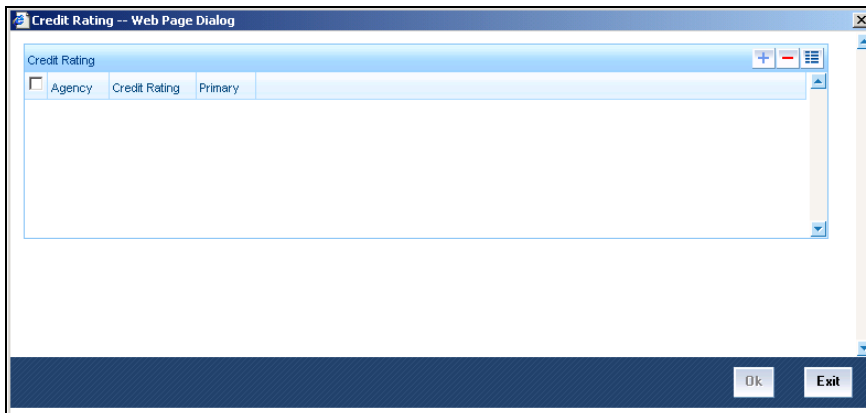 Credit Rating -- Web Page Dialog
Credit Rating
Agency Credit Rating Primary
Ok Exit